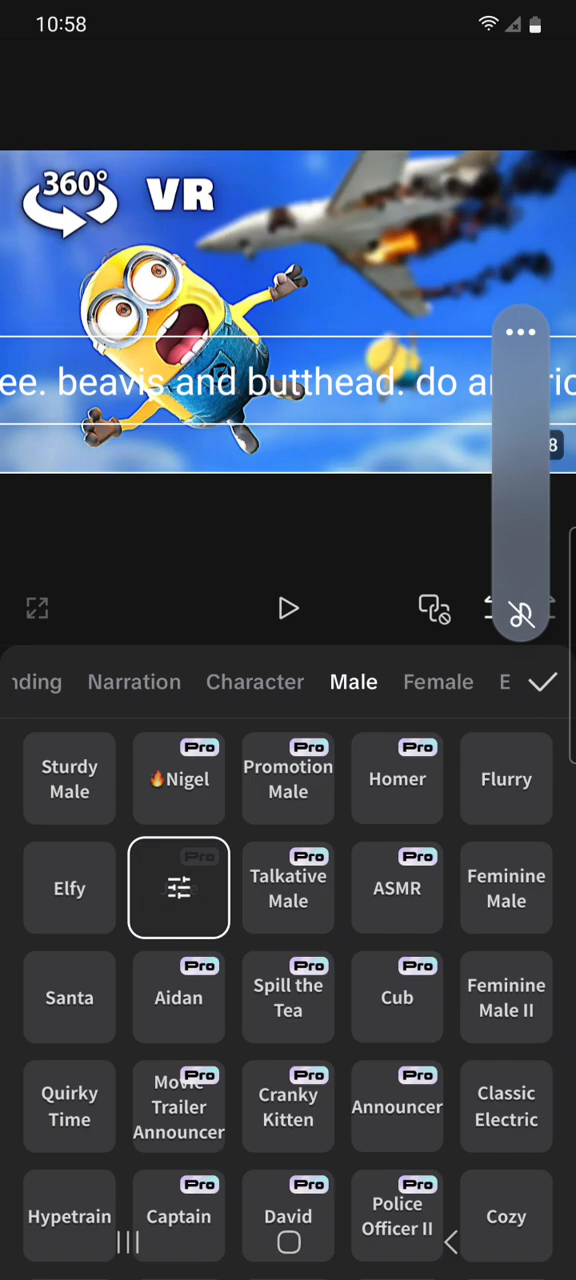 10:58
360° VR
ee. beavis and butthead. do a
8
nding Narration Character Male Female E
Sturdy Male
Pro
🔥Nigel
Pro
Promotion Male
Pro
Homer
Flurry
Elfy
Pro
Pro
Talkative Male
Pro
ASMR
Feminine Male
Santa
Pro
Aidan
Pro
Spill the Tea
Pro
Cub
Feminine Male II
Quirky Time
Pro
Movie Trailer Announcer
Pro
Cranky Kitten
Pro
Announcer
Classic Electric
Hypetrain
Pro
Captain
Pro
David
Pro
Police Officer II
Cozy